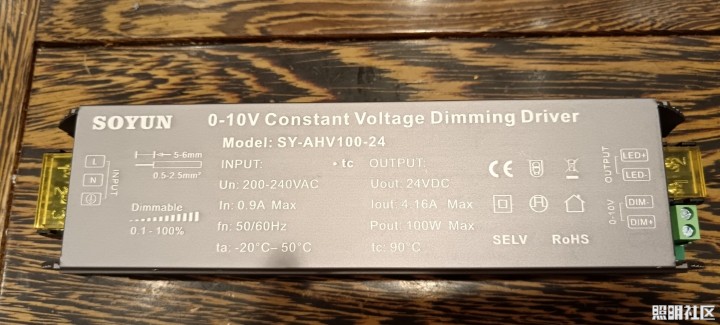 SOYUN
0-10V Constant Voltage Dimming Driver
Model: SY-AHV100-24
L
N
INPUT
5-6mm
0.5-2.5mm²
Dimmable
0.1 - 100%
INPUT:
Un: 200-240VAC
In: 0.9A Max
fn: 50/60Hz
ta: -20°C– 50°C
tc
OUTPUT:
Uout: 24VDC
Iout: 4.16A Max
Pout: 100W Max
tc: 90°C
CE
SELV
RoHS
OUTPUT
LED+
LED-
0-10V
DIM-
DIM+
照明社区